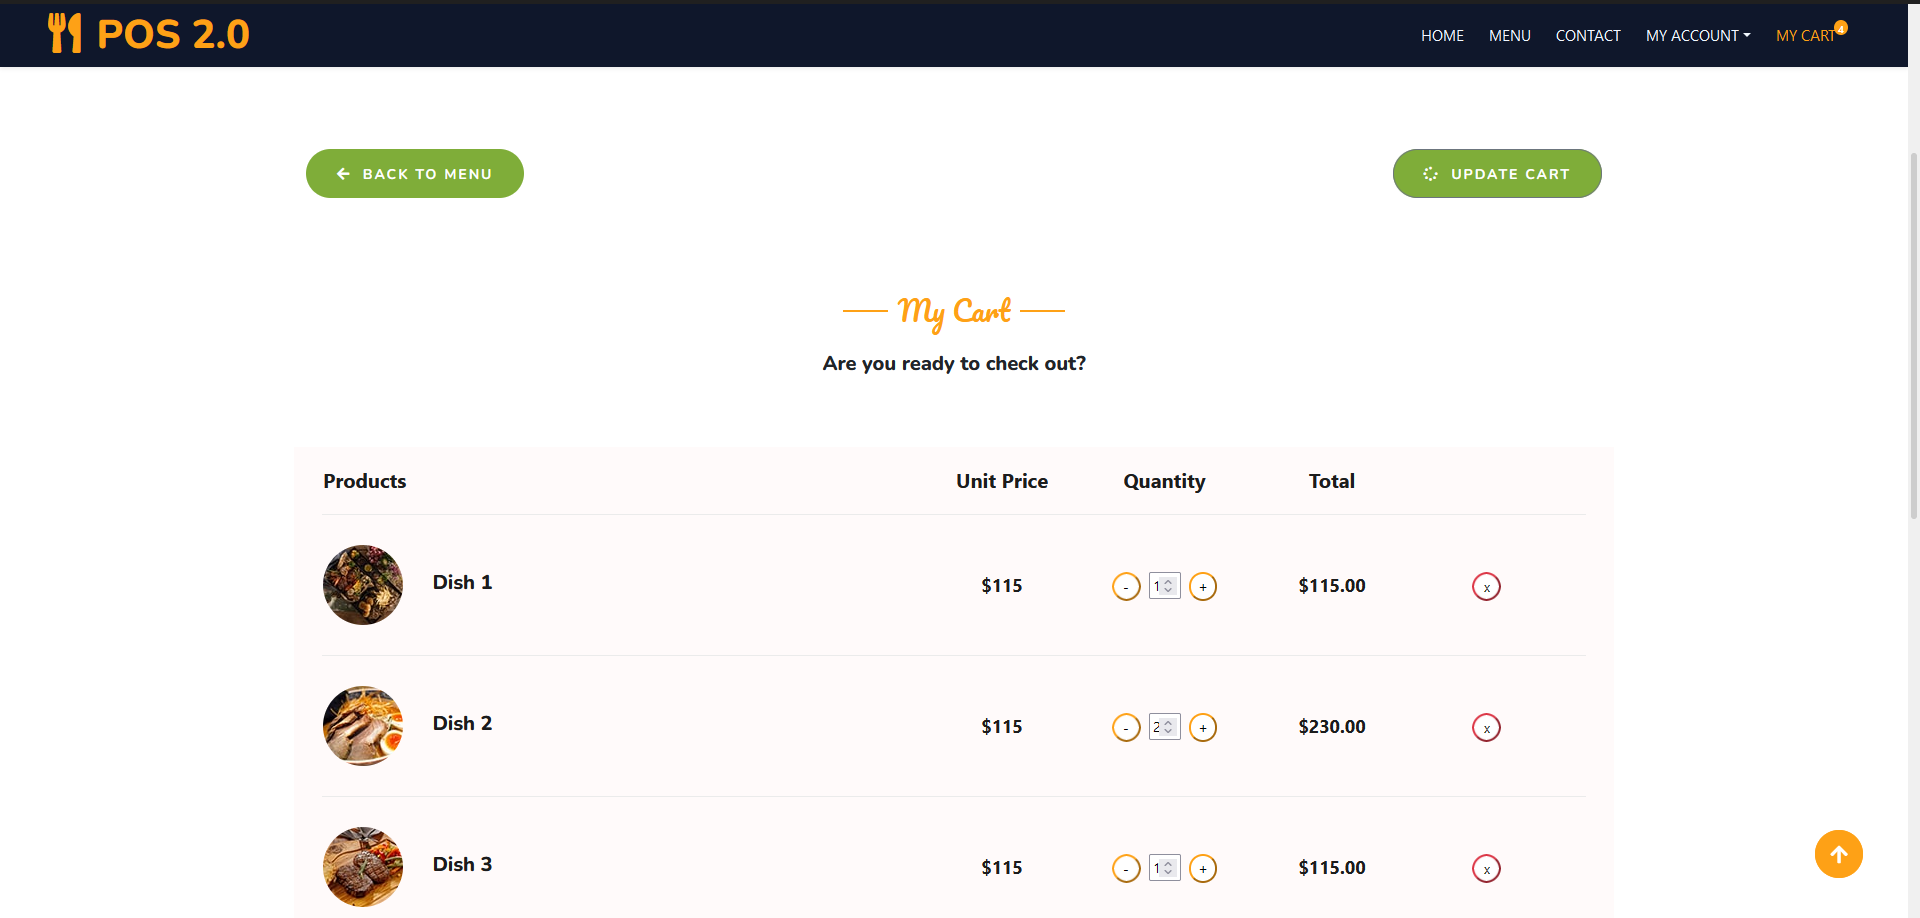 POS 2.0
HOME MENU CONTACT MY ACCOUNT MY CART 4
BACK TO MENU
UPDATE CART
My Cart
Are you ready to check out?
Products Unit Price Quantity Total
Dish 1 $115 - 1 + $115.00 x
Dish 2 $115 - 2 + $230.00 x
Dish 3 $115 - 1 + $115.00 x